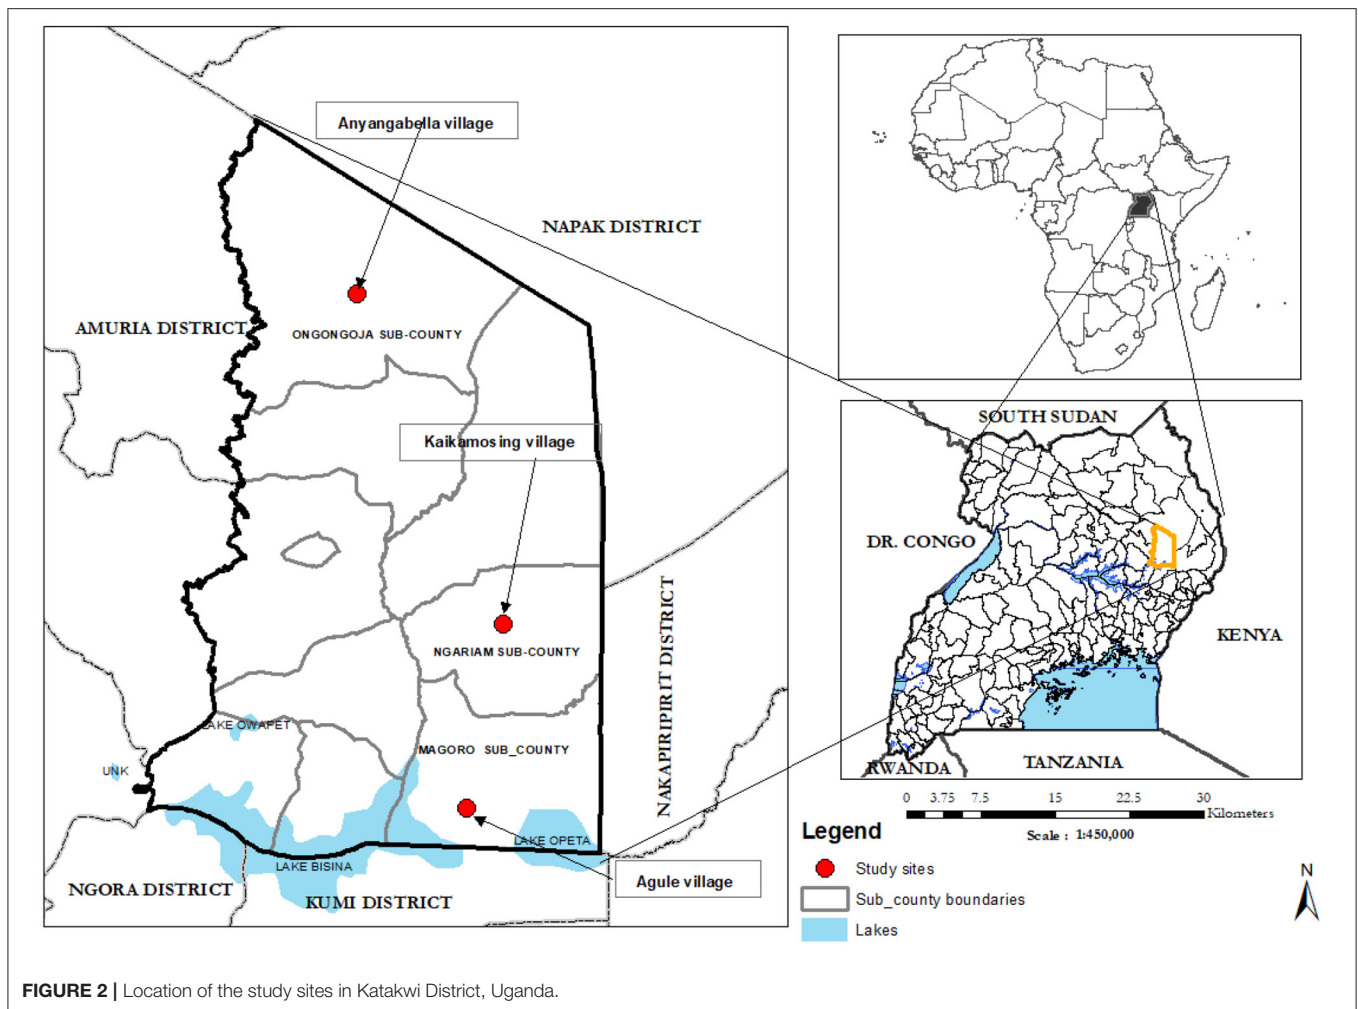 Anyangabella village
NAPAK DISTRICT
AMURIA DISTRICT
ONGONGOJA SUB-COUNTY
Kaikamosing village
NGARIAM SUB-COUNTY
NAKAPIPIRIT DISTRICT
LAKE OWAPET
MAGORO SUB_COUNTY
UNK
LAKE OPETA
LAKE BISINA
Agule village
NGORA DISTRICT
KUMI DISTRICT
SOUTH SUDAN
DR. CONGO
KENYA
RWANDA
TANZANIA
0 3.75 7.5 15 22.5 30
Kilometers
Scale : 1:450,000
Legend
Study sites
Sub_county boundaries
Lakes
N
FIGURE 2 | Location of the study sites in Katakwi District, Uganda.